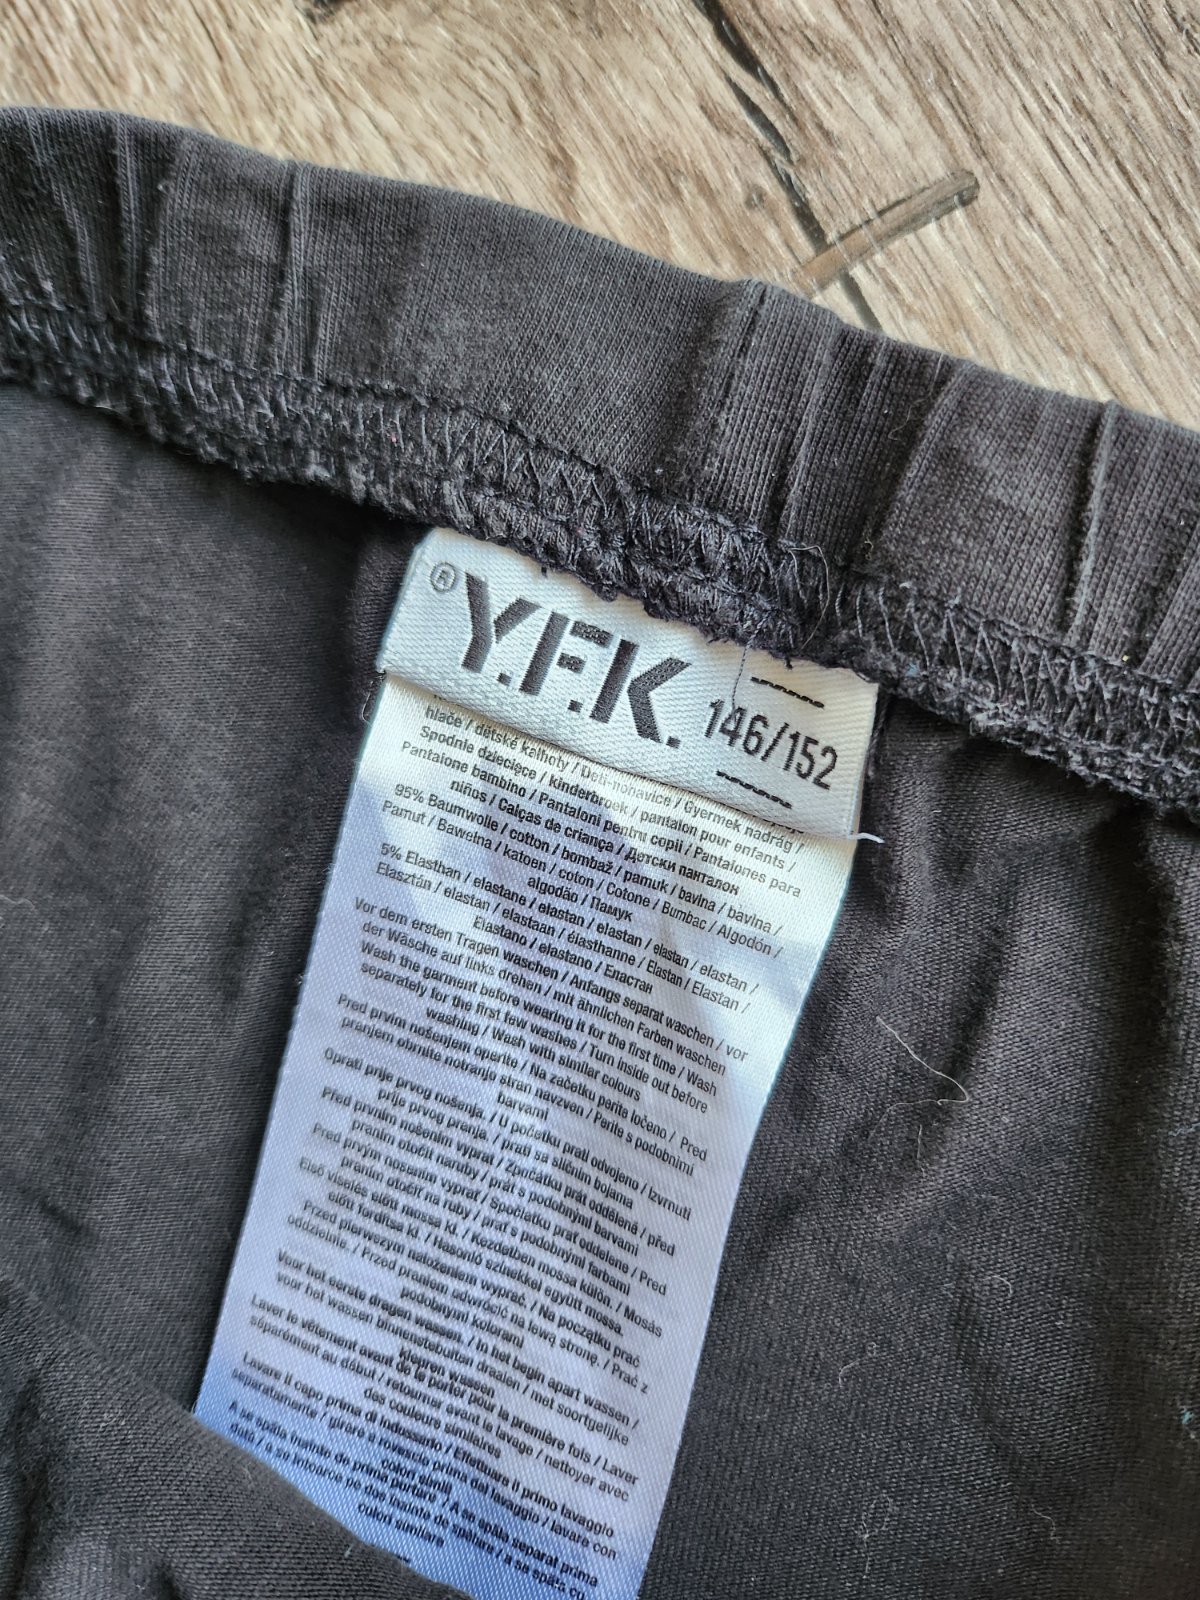 ® Y.F.K. 146/152
hlače / dětské kalhoty / Deti-nohavice / Gyermek nadrág /
Spodnie dziecięce / kinderbroek / pantalon pour enfants /
Pantalone bambino / Pantaloni pentru copii / Pantalones para
niños / Calças de criança / Детски панталон
95% Baumwolle / cotton / bombaž / pamuk / bavlna / bavlna /
Pamut / Bawełna / katoen / coton / Cotone / Bumbac / Algodón /
algodão / Памук
5% Elasthan / elastane / elastan / elastan / elastan / elastan /
Elasztán / elastan / elastaan / élasthanne / Elastan / Elastan /
Elastano / elastano / Еластан
Vor dem ersten Tragen waschen / Anfangs separat waschen / vor
der Wäsche auf links drehen / mit ähnlichen Farben waschen
Wash the garment before wearing it for the first time / Wash
separately for the first few washes / Turn inside out before
washing / Wash with similar colours
Pred prvim nošenjem operite / Na začetku perite ločeno / Pred
pranjem obrnite notranjo stran navzven / Perite s podobnimi
barvami
Oprati prije prvog nošenja. / U početku prati odvojeno / Izvrnuti
prije prvog pranja. / prati sa sličnim bojama
Před prvním nošením vyprat / Zpočátku prát odděleně / před
praním otočit naruby / prát s podobnými barvami
Pred prvým nosením vyprať / Spočiatku prať oddelene / Pred
praním otočiť na ruby / prať s podobnými farbami
Első viselés előtt mossa ki. / Kezdetben mossa külön. / Mosás
előtt fordítsa ki. / Hasonló színekkel együtt mossa.
Przed pierwszym nałożeniem wyprać. / Na początku prać
oddzielnie. / Przed praniem odwrócić na lewą stronę. / Prać z
podobnymi kolorami
Voor het eerste dragen wassen. / In het begin apart wassen /
voor het wassen binnenstebuiten draaien / met soortgelijke
kleuren wassen
Laver le vêtement avant de le porter pour la première fois / Laver
séparément au début / retourner avant le lavage / nettoyer avec
des couleurs similaires
Lavare il capo prima di indossarlo / Effettuare il primo lavaggio
separatamente / girare a rovescio prima del lavaggio / lavare con
colori simili
A se spăla înainte de prima purtare / A se spăla separat prima
/ a se întoarce pe dos înainte de spălare / a se spăla cu
culori similare